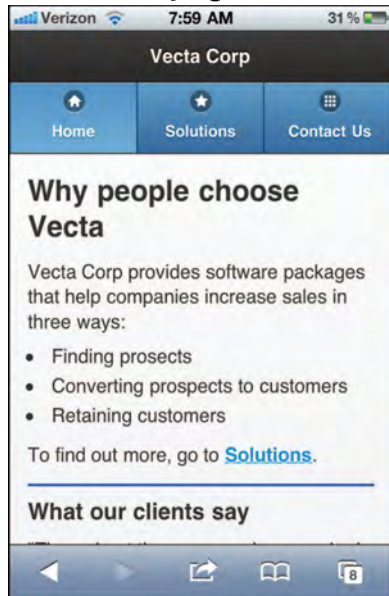 Verizon 7:59 AM 31%
Vecta Corp
Home Solutions Contact Us
Why people choose
Vecta
Vecta Corp provides software packages
that help companies increase sales in
three ways:
• Finding prosects
• Converting prospects to customers
• Retaining customers
To find out more, go to Solutions.
What our clients say
8